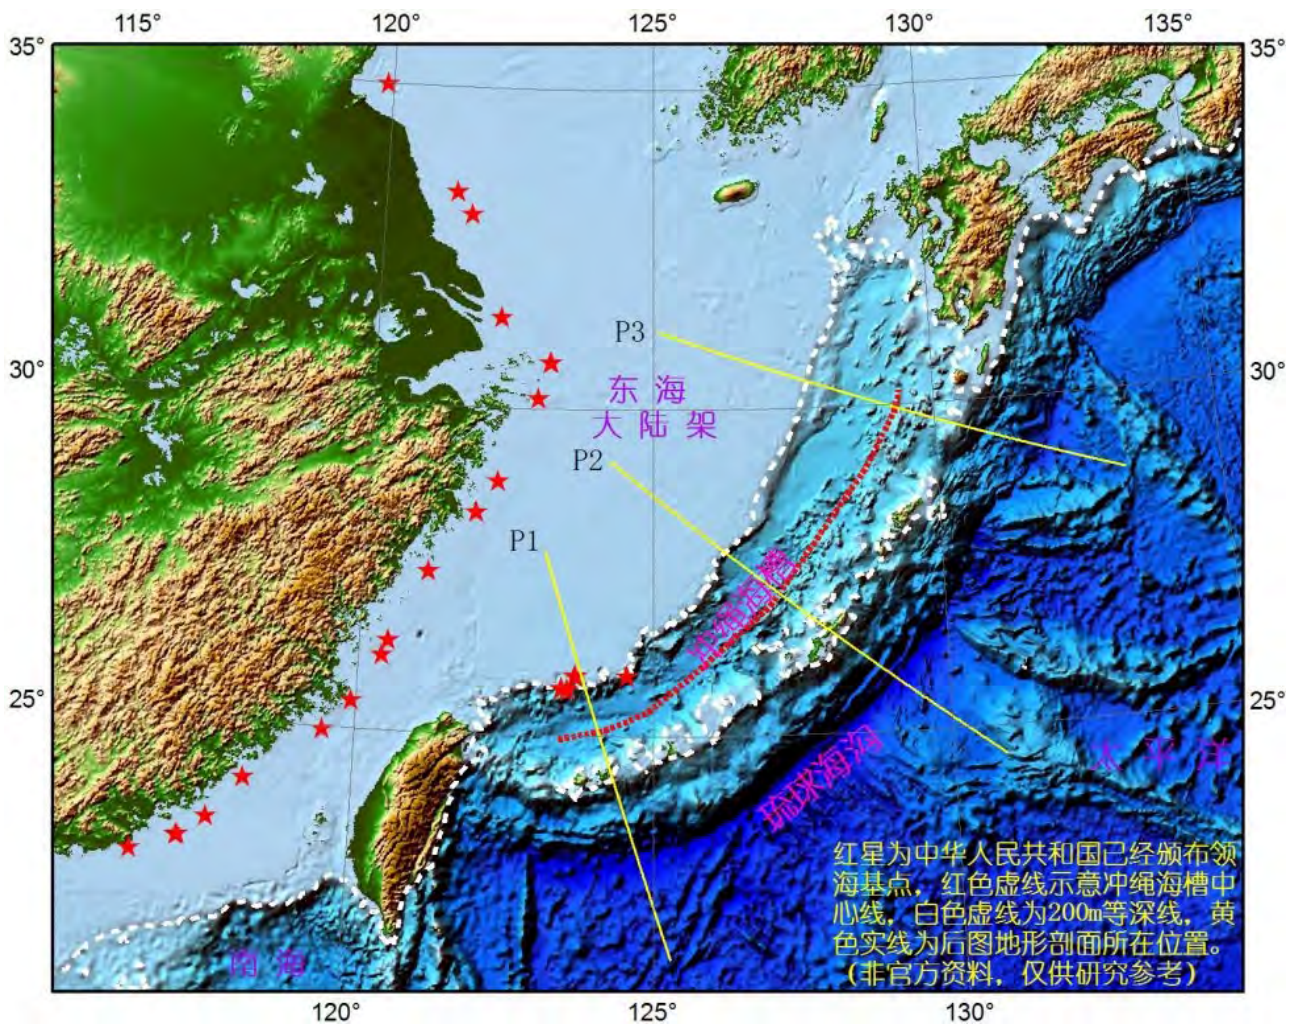 115° 120° 125° 130° 135°
35° 35°
P3
30° 30°
东海
大陆架
P2
P1
冲绳海槽
25° 25°
琉球海沟
太平洋
红星为中华人民共和国已经颁布领
海基点，红色虚线示意冲绳海槽中
心线，白色虚线为200m等深线，黄
色实线为后图地形剖面所在位置。
(非官方资料，仅供研究参考)
南海
120° 125° 130°